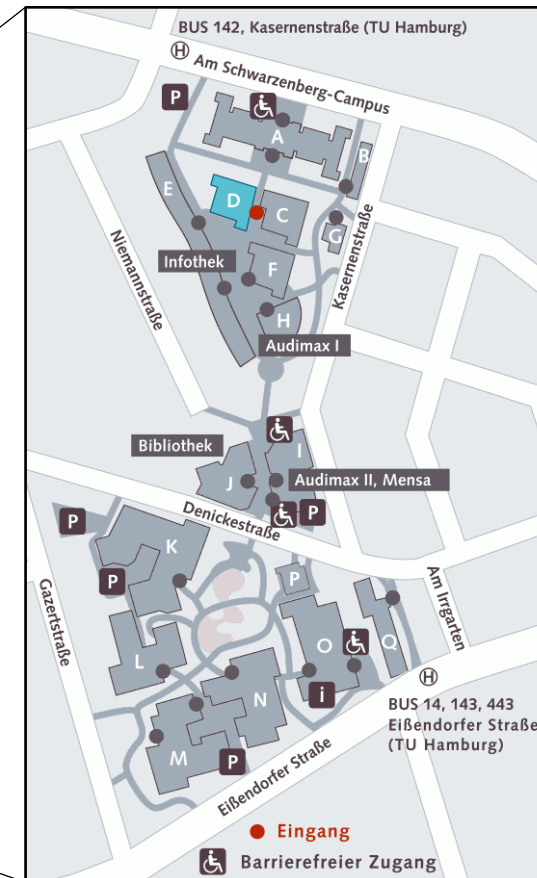 BUS 142, Kasernenstraße (TU Hamburg)
H
Am Schwarzenberg-Campus
P
A
B
E
D
C
G
Kasernenstraße
Niemannstraße
Infothek
F
H
Audimax I
Bibliothek
I
J
Audimax II, Mensa
P
P
Denickestraße
K
P
P
Am Irrgarten
Gazertstraße
L
O
Q
i
H
N
M
P
BUS 14, 143, 443
Eißendorfer Straße
(TU Hamburg)
Eißendorfer Straße
Eingang
Barrierefreier Zugang